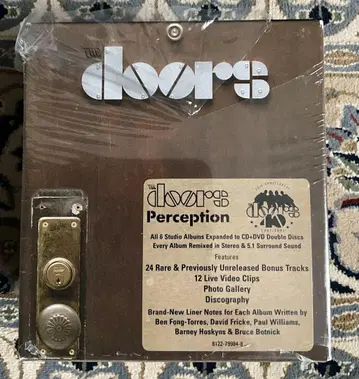 THE
doors
THE
doors
Perception
All 6 Studio Albums Expanded to CD+DVD Double Discs
Every Album Remixed in Stereo & 5.1 Surround Sound
Features
24 Rare & Previously Unreleased Bonus Tracks
12 Live Video Clips
Photo Gallery
Discography
Brand-New Liner Notes for Each Album Written by
Ben Fong-Torres, David Fricke, Paul Williams,
Barney Hoskyns & Bruce Botnick